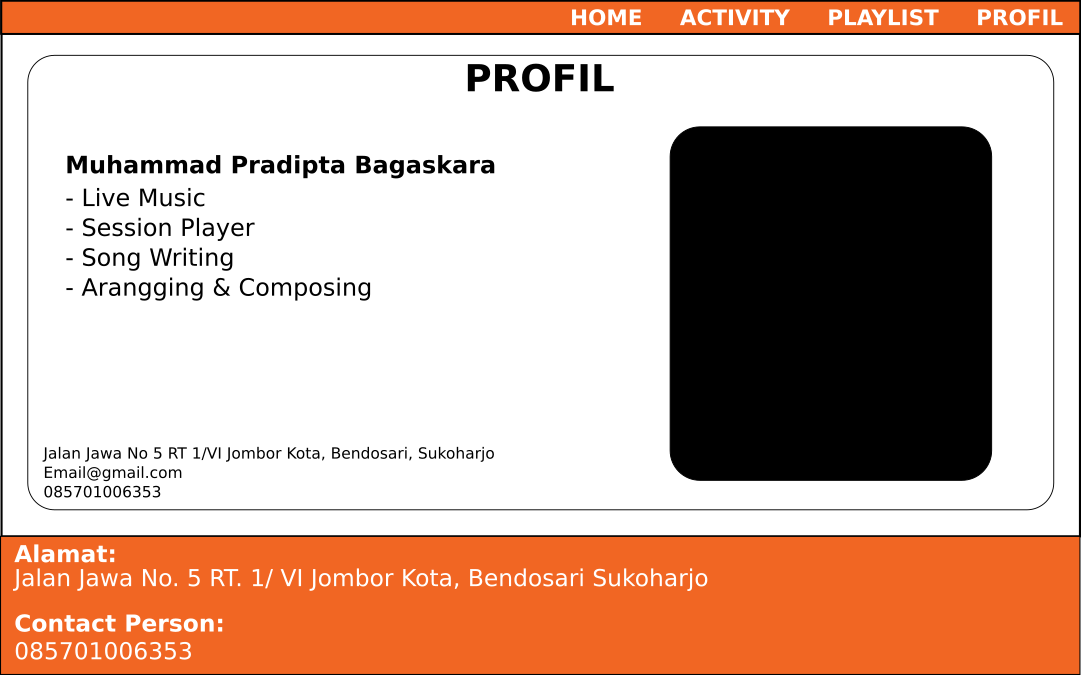 HOME ACTIVITY PLAYLIST PROFIL
PROFIL
Muhammad Pradipta Bagaskara
- Live Music
- Session Player
- Song Writing
- Arangging & Composing
Jalan Jawa No 5 RT 1/VI Jombor Kota, Bendosari, Sukoharjo
Email@gmail.com
085701006353
Alamat:
Jalan Jawa No. 5 RT. 1/ VI Jombor Kota, Bendosari Sukoharjo
Contact Person:
085701006353